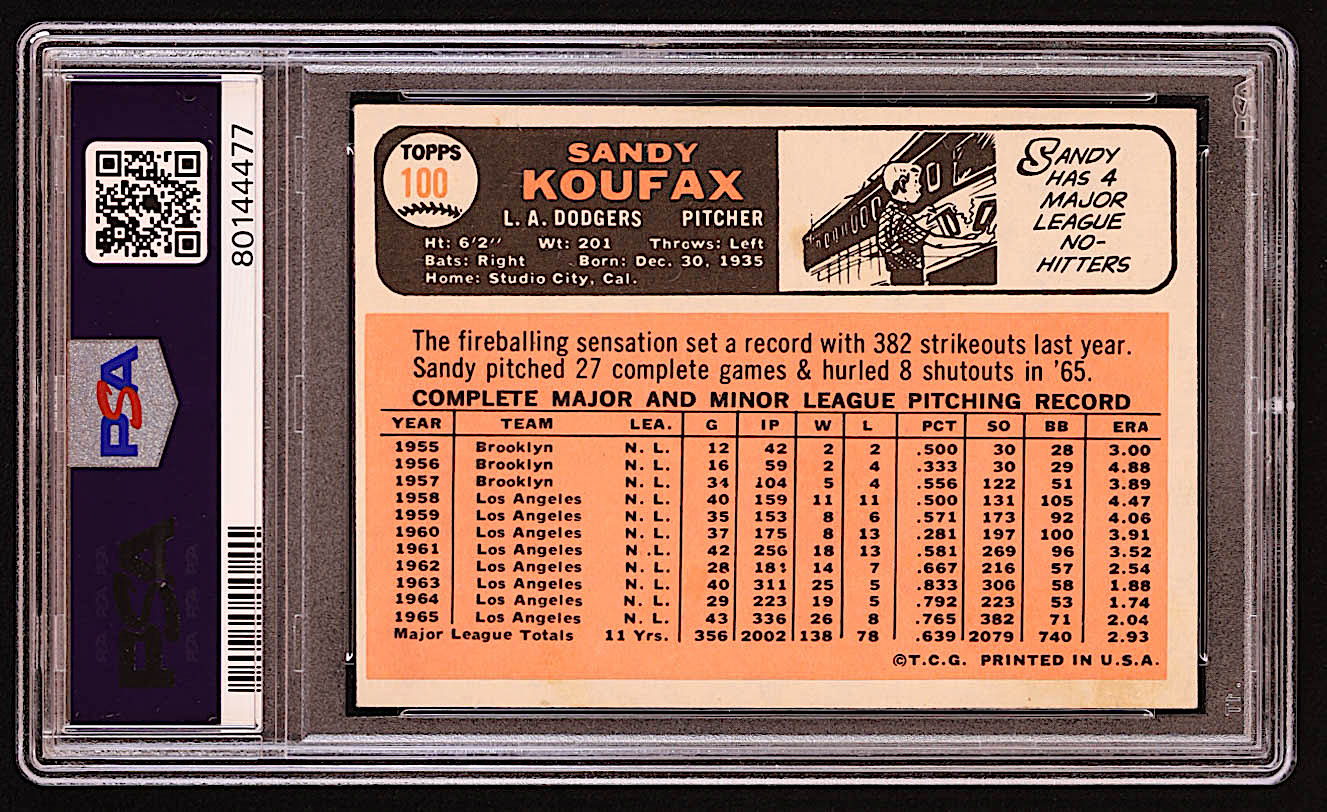 80144477
PSA
PSA
TOPPS
100
SANDY
KOUFAX
L. A. DODGERS PITCHER
Ht: 6'2" Wt: 201 Throws: Left
Bats: Right Born: Dec. 30, 1935
Home: Studio City, Cal.
SANDY
HAS 4
MAJOR
LEAGUE
NO-
HITTERS
The fireballing sensation set a record with 382 strikeouts last year.
Sandy pitched 27 complete games & hurled 8 shutouts in '65.
COMPLETE MAJOR AND MINOR LEAGUE PITCHING RECORD
YEAR TEAM LEA. G IP W L PCT SO BB ERA
1955 Brooklyn N. L. 12 42 2 2 .500 30 28 3.00
1956 Brooklyn N. L. 16 59 2 4 .333 30 29 4.88
1957 Brooklyn N. L. 34 104 5 4 .556 122 51 3.89
1958 Los Angeles N. L. 40 159 11 11 .500 131 105 4.47
1959 Los Angeles N. L. 35 153 8 6 .571 173 92 4.06
1960 Los Angeles N. L. 37 175 8 13 .281 197 100 3.91
1961 Los Angeles N. L. 42 256 18 13 .581 269 96 3.52
1962 Los Angeles N. L. 28 184 14 7 .667 216 57 2.54
1963 Los Angeles N. L. 40 311 25 5 .833 306 58 1.88
1964 Los Angeles N. L. 29 223 19 5 .792 223 53 1.74
1965 Los Angeles N. L. 43 336 26 8 .765 382 71 2.04
Major League Totals 11 Yrs. 356 2002 138 78 .639 2079 740 2.93
©T.C.G. PRINTED IN U.S.A.
PSA